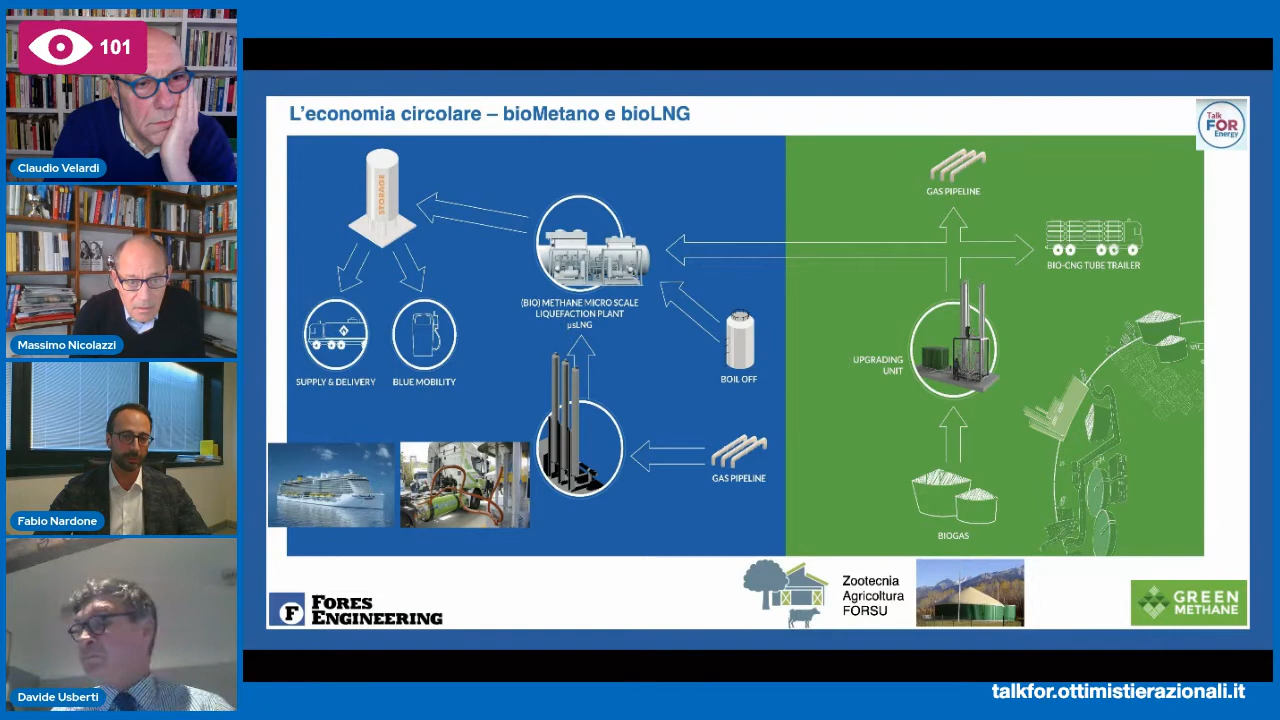 101
Claudio Velardi
Massimo Nicolazzi
Fabio Nardone
Davide Usberti
L'economia circolare – bioMetano e bioLNG
Talk
FOR
Energy
STORAGE
GAS PIPELINE
BIO-CNG TUBE TRAILER
(BIO) METHANE MICRO SCALE
LIQUEFACTION PLANT
µsLNG
SUPPLY & DELIVERY
BLUE MOBILITY
BOIL OFF
UPGRADING
UNIT
GAS PIPELINE
BIOGAS
F
FORES
ENGINEERING
Zootecnia
Agricoltura
FORSU
GREEN
METHANE
talkfor.ottimistierazionali.it